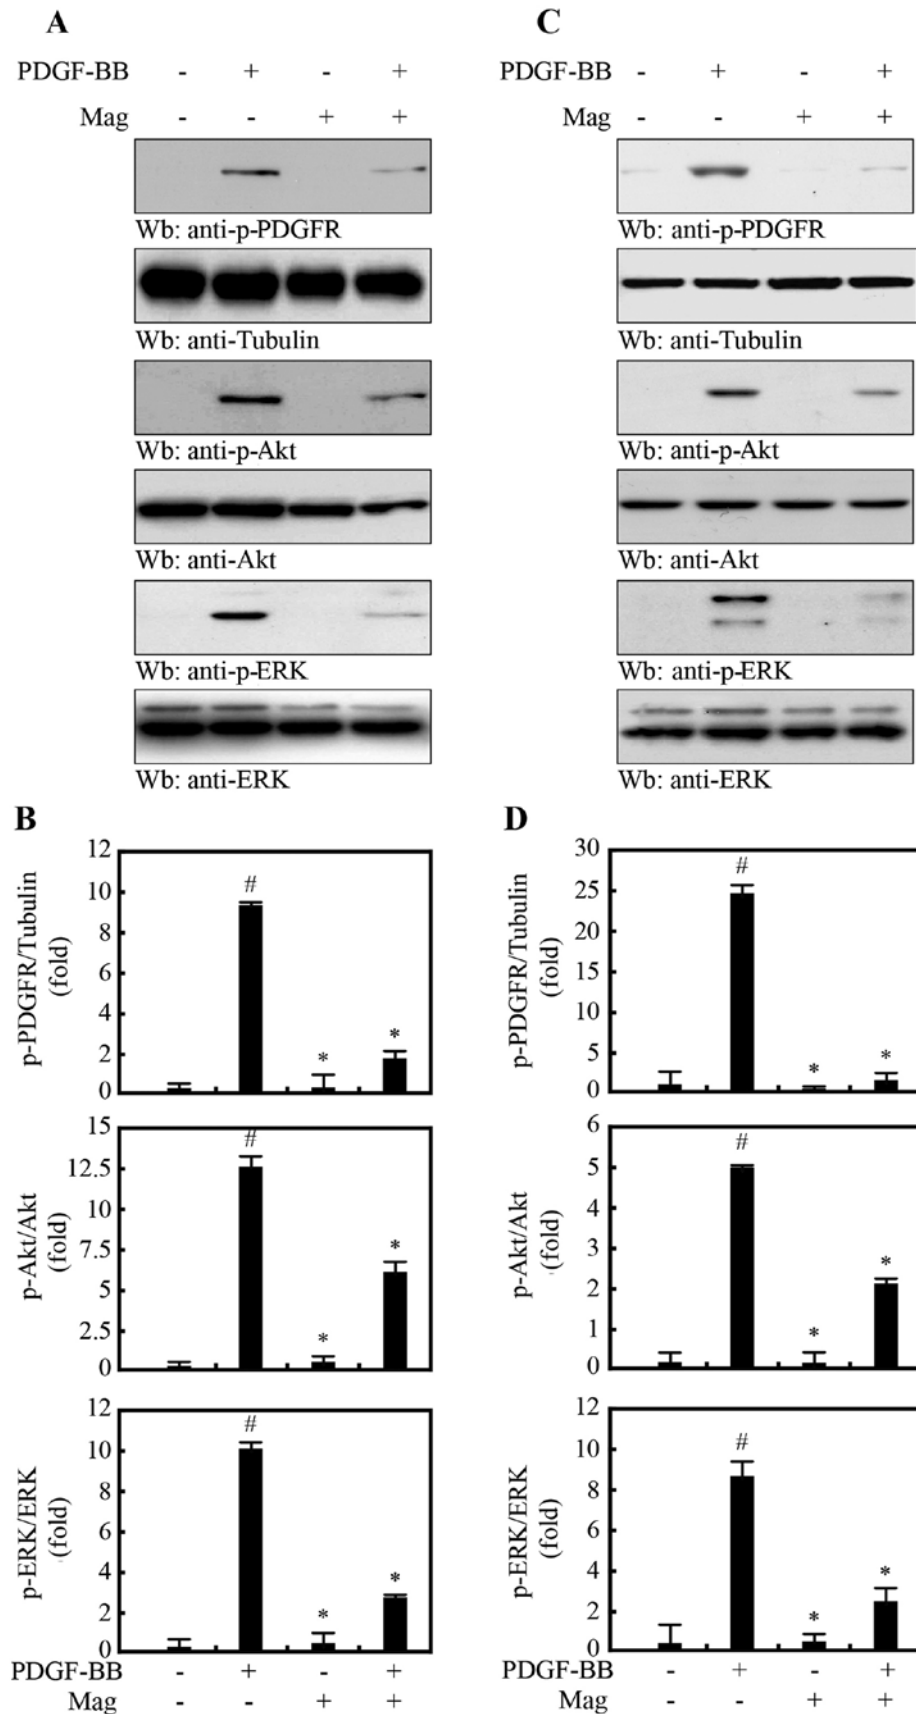 A
PDGF-BB - + - +
Mag - - + +
Wb: anti-p-PDGFR
Wb: anti-Tubulin
Wb: anti-p-Akt
Wb: anti-Akt
Wb: anti-p-ERK
Wb: anti-ERK
B
p-PDGFR/Tubulin
(fold)
12
10
8
6
4
2
0
#
*
*
p-Akt/Akt
(fold)
15
12.5
7.5
5
2.5
0
#
*
*
p-ERK/ERK
(fold)
12
10
8
6
4
2
0
#
*
*
PDGF-BB - + - +
Mag - - + +
C
PDGF-BB - + - +
Mag - - + +
Wb: anti-p-PDGFR
Wb: anti-Tubulin
Wb: anti-p-Akt
Wb: anti-Akt
Wb: anti-p-ERK
Wb: anti-ERK
D
p-PDGFR/Tubulin
(fold)
30
25
20
15
10
5
0
#
*
*
p-Akt/Akt
(fold)
6
5
4
3
2
1
0
#
*
*
p-ERK/ERK
(fold)
12
10
8
6
4
2
0
#
*
*
PDGF-BB - + - +
Mag - - + +